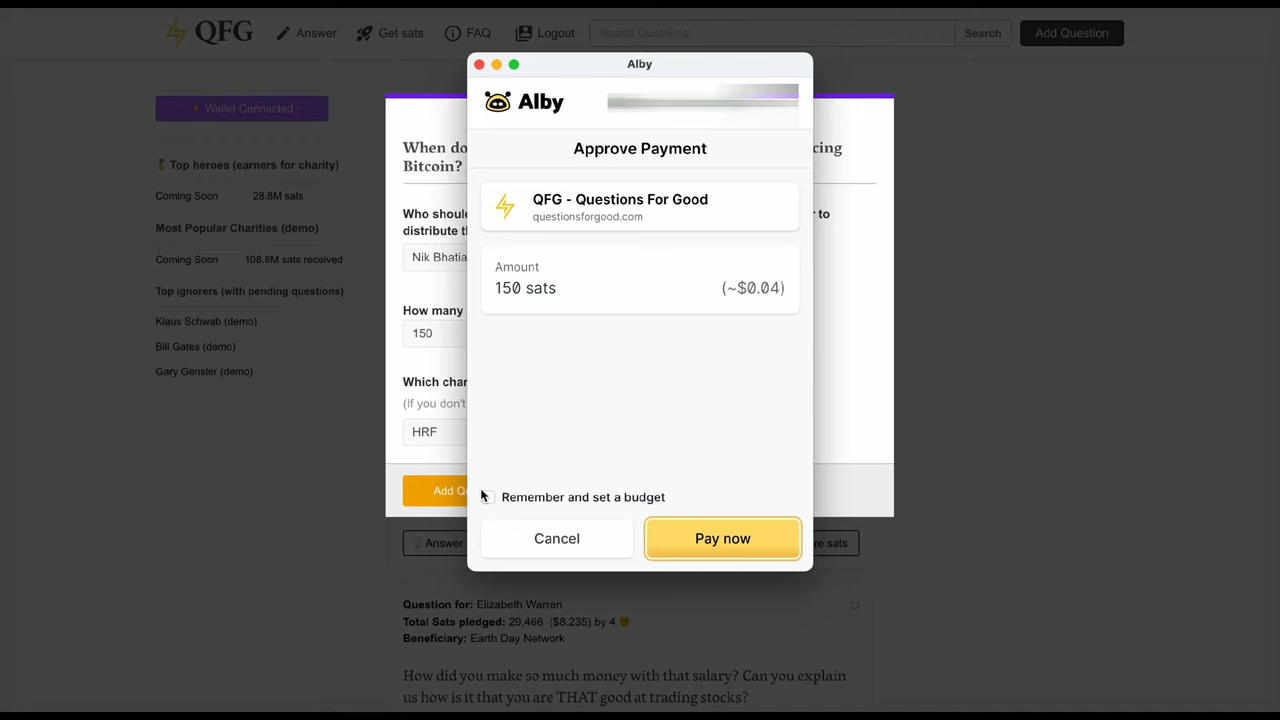 QFG
Answer
Get sats
FAQ
Logout
Search Questions
Search
Add Question
Wallet Connected
Top heroes (earners for charity)
Coming Soon 28.8M sats
Most Popular Charities (demo)
Coming Soon 108.8M sats received
Top ignorers (with pending questions)
Klaus Schwab (demo)
Bill Gates (demo)
Gary Gensler (demo)
When do
cing
Bitcoin?
Who shoul
r to
distribute t
Nik Bhatia
How many
150
Which char
(If you don't
HRF
Add Q
Alby
Alby
Approve Payment
QFG - Questions For Good
questionsforgood.com
Amount
150 sats (~$0.04)
Remember and set a budget
Cancel
Pay now
Answer
re sats
Question for: Elizabeth Warren
Total Sats pledged: 29,466 ($8.235) by 4
Beneficiary: Earth Day Network
How did you make so much money with that salary? Can you explain
us how is it that you are THAT good at trading stocks?